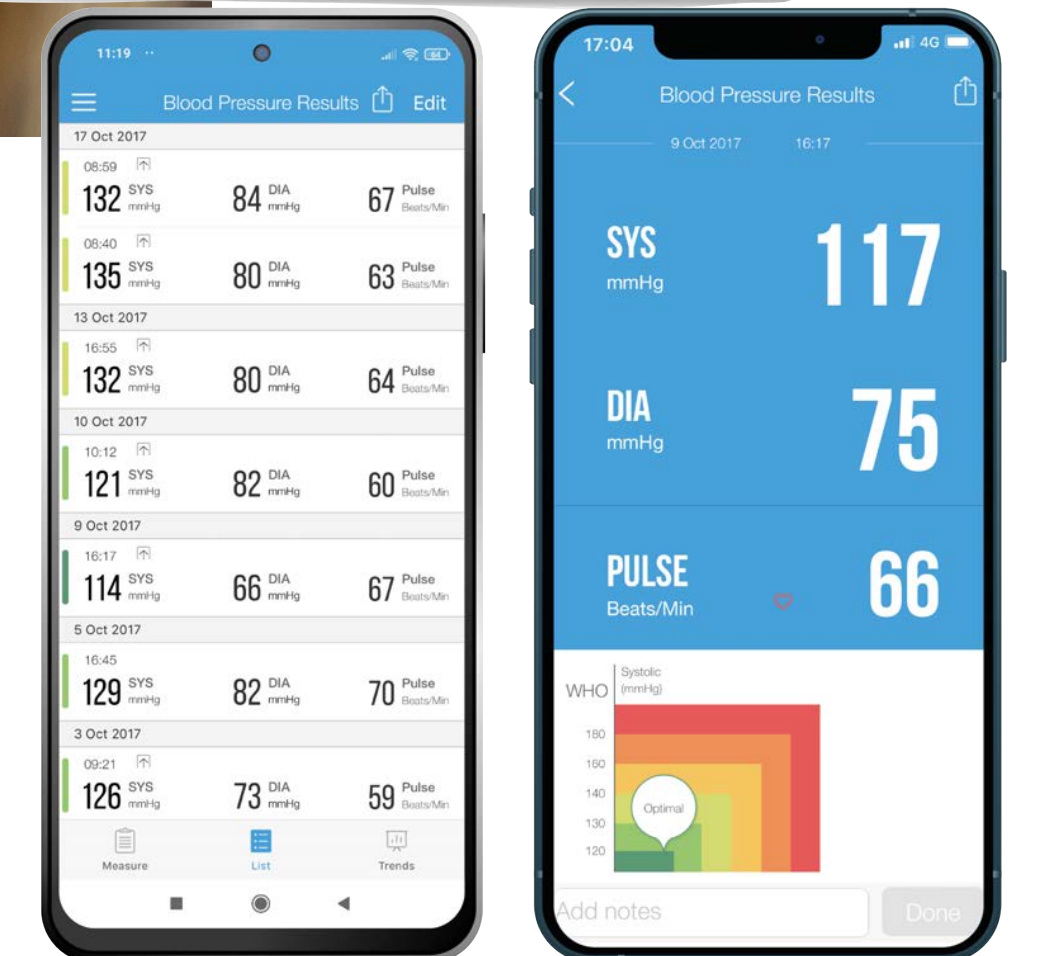 11:19
64
Blood Pressure Results
Edit
17 Oct 2017
08:59
132 SYS mmHg 84 DIA mmHg 67 Pulse Beats/Min
08:40
135 SYS mmHg 80 DIA mmHg 63 Pulse Beats/Min
13 Oct 2017
16:55
132 SYS mmHg 80 DIA mmHg 64 Pulse Beats/Min
10 Oct 2017
10:12
121 SYS mmHg 82 DIA mmHg 60 Pulse Beats/Min
9 Oct 2017
16:17
114 SYS mmHg 66 DIA mmHg 67 Pulse Beats/Min
5 Oct 2017
16:45
129 SYS mmHg 82 DIA mmHg 70 Pulse Beats/Min
3 Oct 2017
09:21
126 SYS mmHg 73 DIA mmHg 59 Pulse Beats/Min
Measure List Trends
17:04 4G
Blood Pressure Results
9 Oct 2017 16:17
SYS 117
mmHg
DIA 75
mmHg
PULSE 66
Beats/Min
Systolic
WHO (mmHg)
180
160
140
Optimal
130
120
Add notes Done